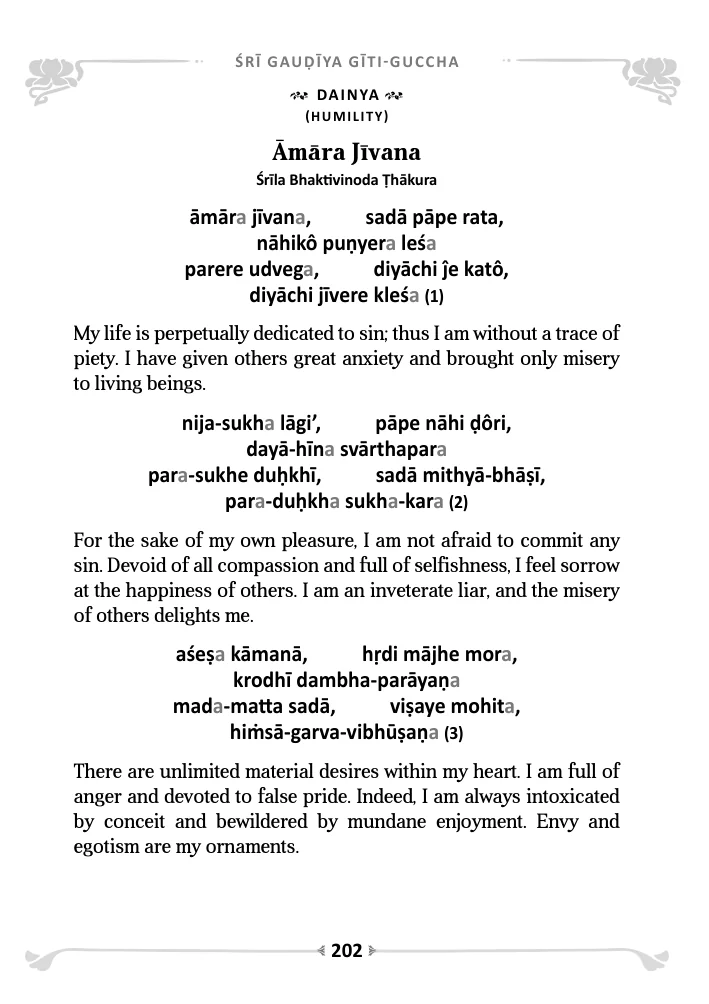 ŚRĪ GAUḌĪYA GĪTI-GUCCHA
DAINYA
(HUMILITY)
Āmāra Jīvana
Śrīla Bhaktivinoda Ṭhākura
āmāra jīvana, sadā pāpe rata,
nāhikô puṇyera leśa
parere udvega, diyāchi ĵe katô,
diyāchi jīvere kleśa (1)
My life is perpetually dedicated to sin; thus I am without a trace of
piety. I have given others great anxiety and brought only misery
to living beings.
nija-sukha lāgi’, pāpe nāhi ḍôri,
dayā-hīna svārthapara
para-sukhe duḥkhī, sadā mithyā-bhāṣī,
para-duḥkha sukha-kara (2)
For the sake of my own pleasure, I am not afraid to commit any
sin. Devoid of all compassion and full of selfishness, I feel sorrow
at the happiness of others. I am an inveterate liar, and the misery
of others delights me.
aśeṣa kāmanā, hṛdi mājhe mora,
krodhī dambha-parāyaṇa
mada-matta sadā, viṣaye mohita,
hiṁsā-garva-vibhūṣaṇa (3)
There are unlimited material desires within my heart. I am full of
anger and devoted to false pride. Indeed, I am always intoxicated
by conceit and bewildered by mundane enjoyment. Envy and
egotism are my ornaments.
202